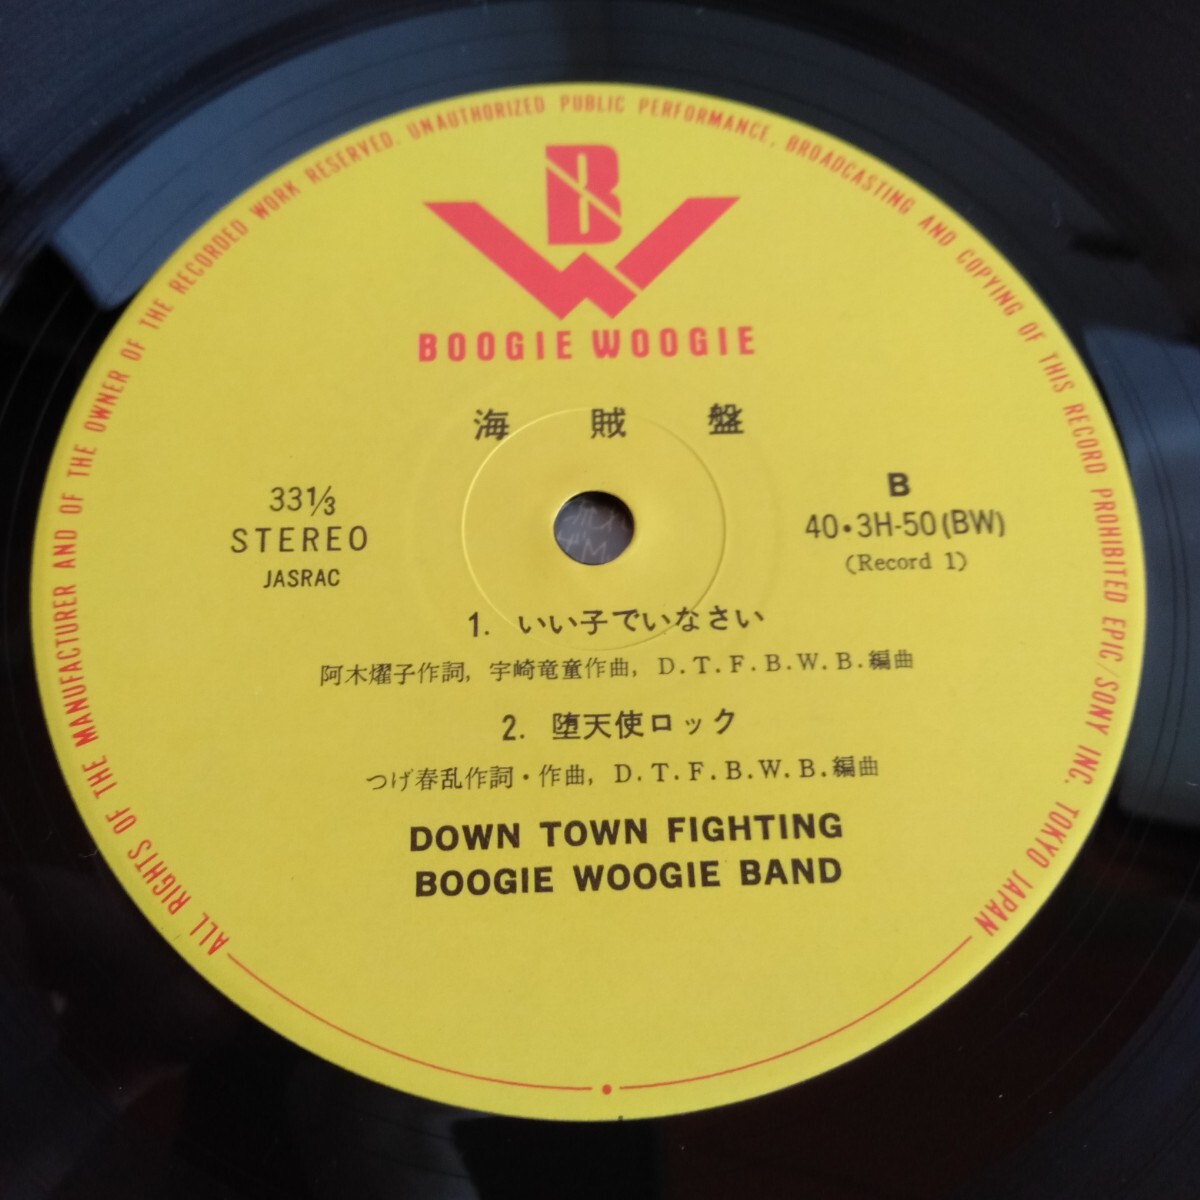 ALL RIGHTS OF THE MANUFACTURER AND OF THE OWNER OF THE RECORDED WORK RESERVED. UNAUTHORIZED PUBLIC PERFORMANCE, BROADCASTING AND COPYING OF THIS RECORD PROHIBITED EPIC/SONY INC. TOKYO JAPAN
B
W
BOOGIE WOOGIE
海賊盤
33⅓
STEREO
JASRAC
B
40・3H-50(BW)
(Record 1)
1. いい子でいなさい
阿木燿子作詞, 宇崎竜童作曲, D.T.F.B.W.B.編曲
2. 堕天使ロック
つげ春乱作詞・作曲, D.T.F.B.W.B.編曲
DOWN TOWN FIGHTING
BOOGIE WOOGIE BAND